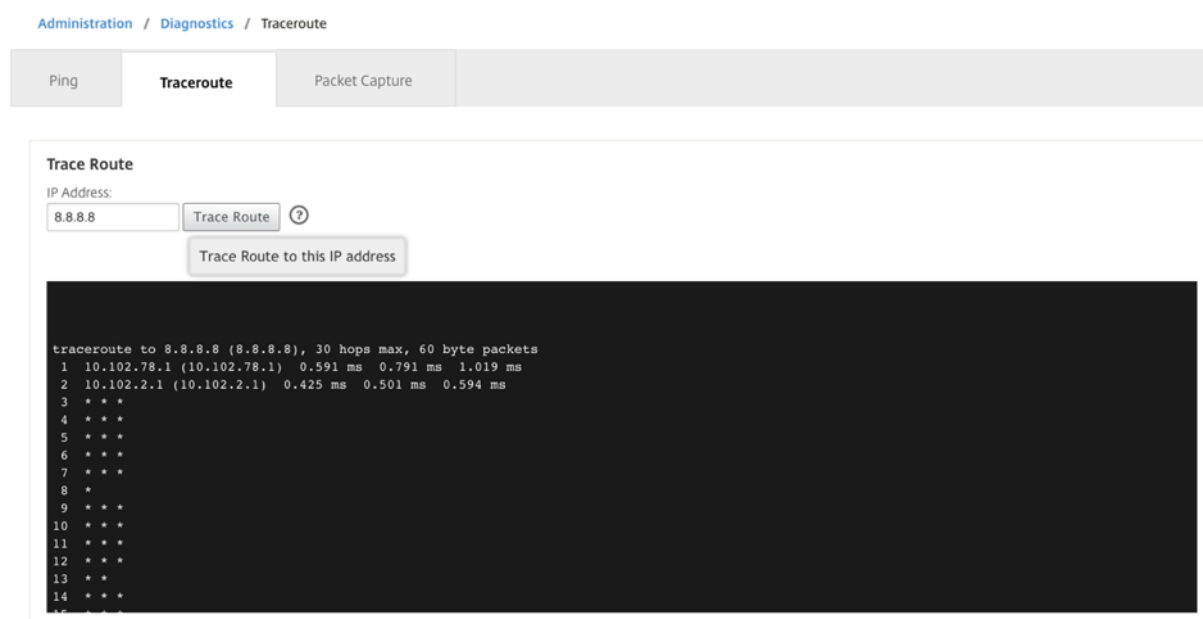 Administration / Diagnostics / Traceroute
Ping Traceroute Packet Capture
Trace Route
IP Address:
8.8.8.8 Trace Route ?
Trace Route to this IP address
traceroute to 8.8.8.8 (8.8.8.8), 30 hops max, 60 byte packets
1 10.102.78.1 (10.102.78.1) 0.591 ms 0.791 ms 1.019 ms
2 10.102.2.1 (10.102.2.1) 0.425 ms 0.501 ms 0.594 ms
3 * * *
4 * * *
5 * * *
6 * * *
7 * * *
8 *
9 * * *
10 * * *
11 * * *
12 * * *
13 * *
14 * * *
15 * * *